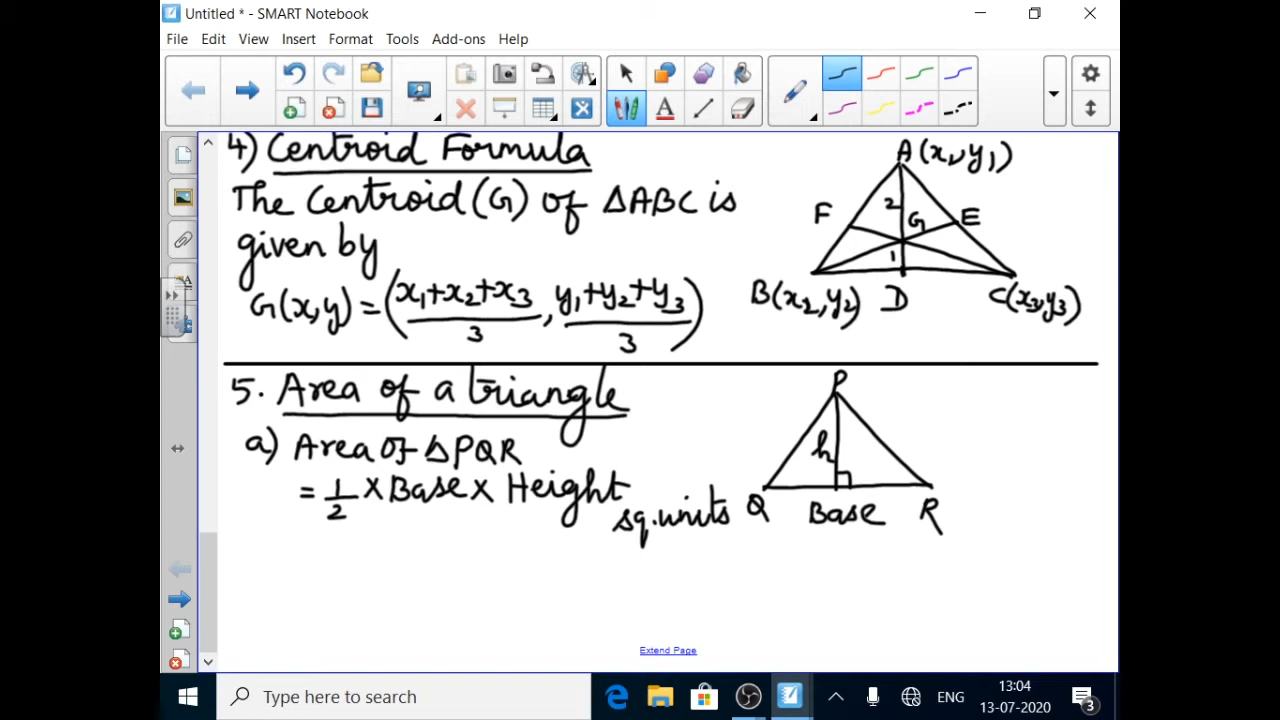 Untitled * - SMART Notebook
File Edit View Insert Format Tools Add-ons Help
4) Centroid Formula
The Centroid (G) of △ABC is
given by
G(x,y) = (x₁+x₂+x₃/3, y₁+y₂+y₃/3)
A(x₁,y₁)
F
2
G
E
1
B(x₂,y₂)
D
C(x₃,y₃)
5. Area of a triangle
a) Area of △PQR
= 1/2 × Base × Height
sq.units
P
h
Q
Base
R
Extend Page
Type here to search
ENG
13:04
13-07-2020
3